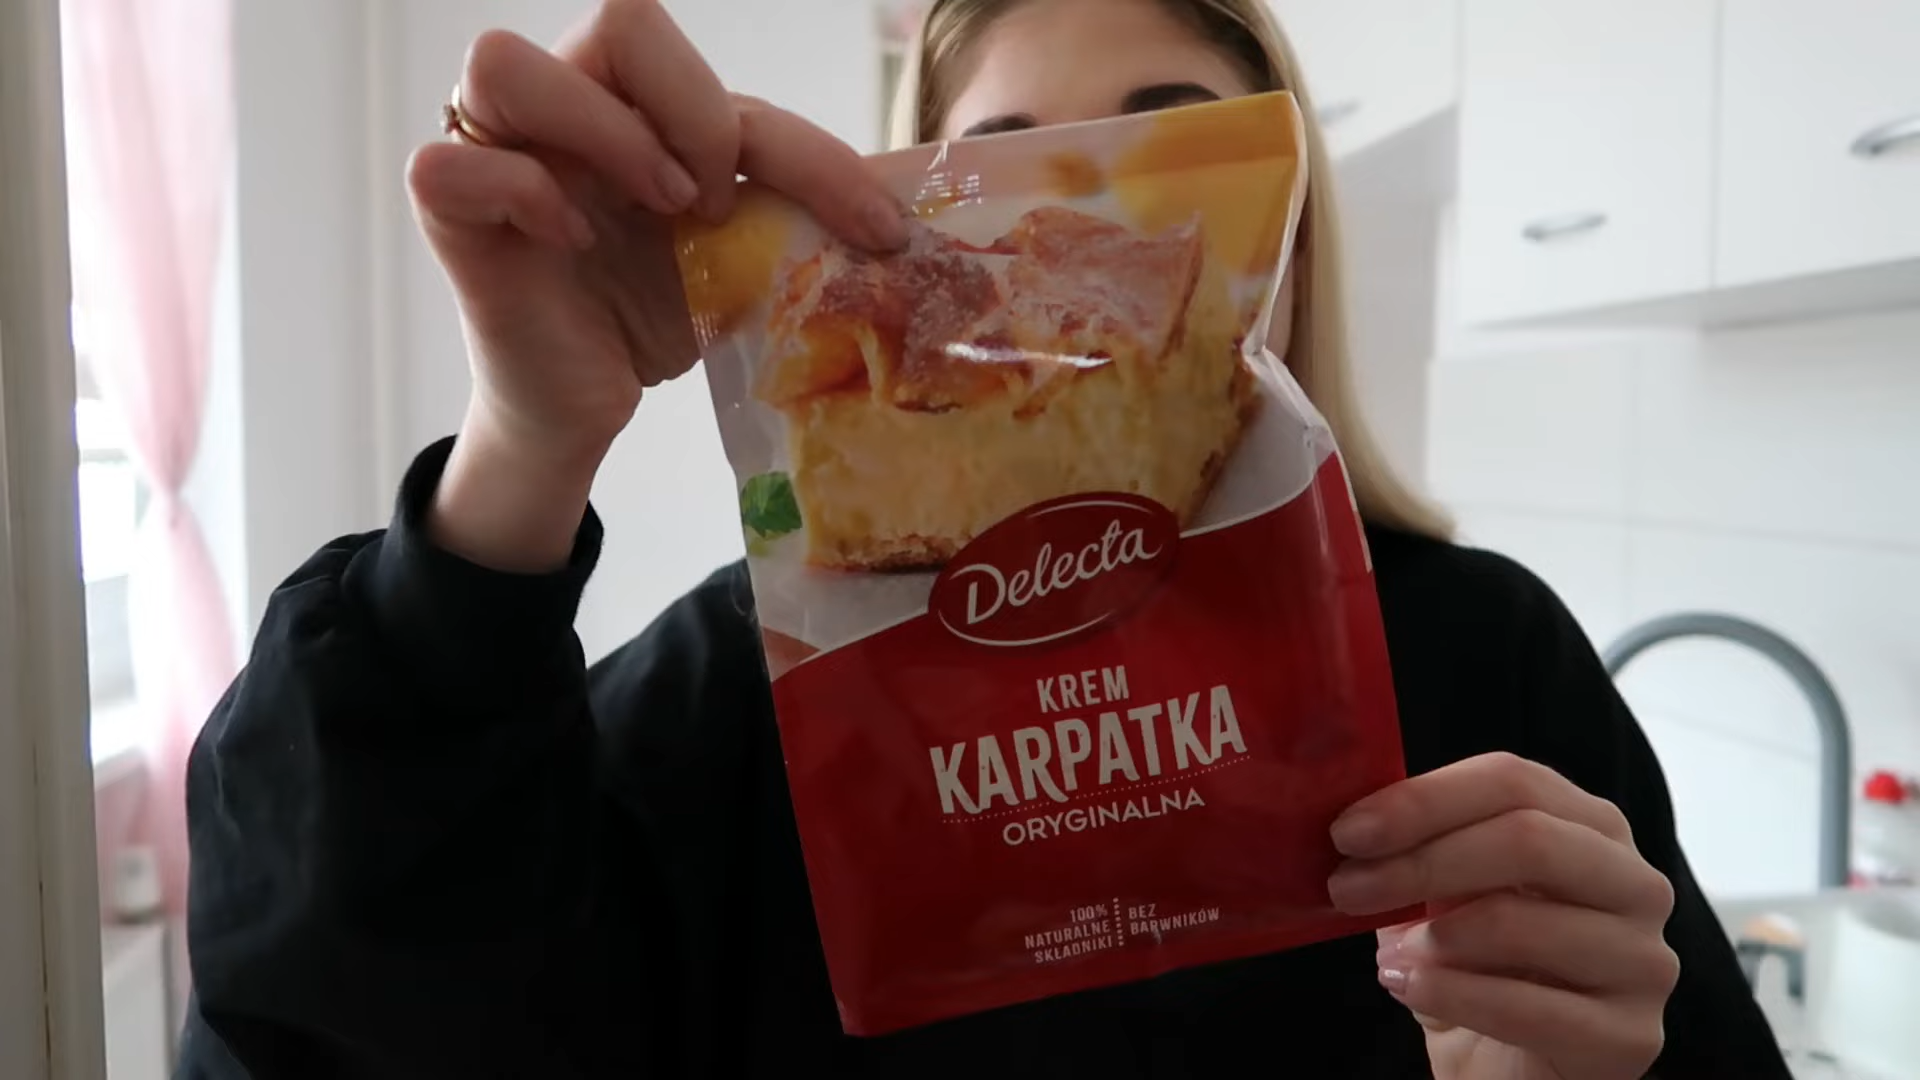 Delecta
KREM
KARPATKA
ORYGINALNA
100%
NATURALNE
SKŁADNIKI
BEZ
BARWNIKÓW